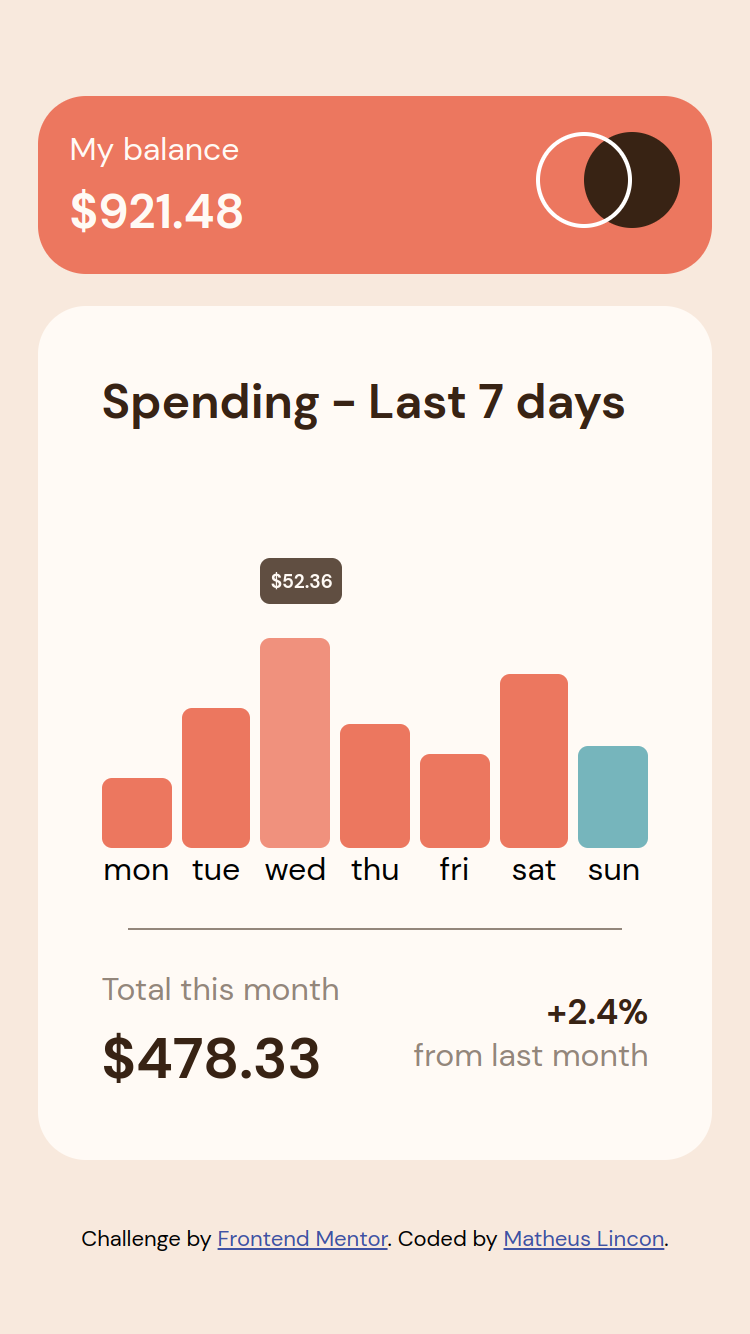 My balance
$921.48
Spending - Last 7 days
$52.36
mon tue wed thu fri sat sun
Total this month
$478.33
+2.4%
from last month
Challenge by Frontend Mentor. Coded by Matheus Lincon.